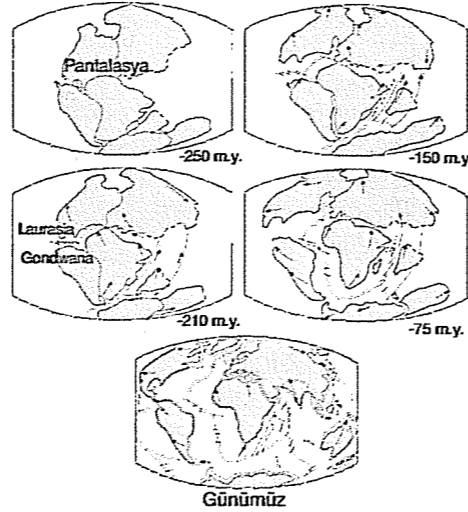 Pantalasya
-250 m.y.
-150 m.y.
Laurasia
Gondwana
-210 m.y.
-75 m.y.
Günümüz